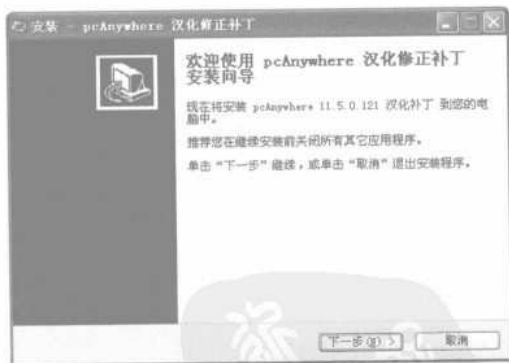 安装 - pcAnywhere 汉化修正补丁
欢迎使用 pcAnywhere 汉化修正补丁
安装向导
现在将安装 pcAnywhere 11.5.0.121 汉化补丁 到您的电
脑中。
推荐您在继续安装前关闭所有其它应用程序。
单击“下一步”继续，或单击“取消”退出安装程序。
下一步(N) >
取消